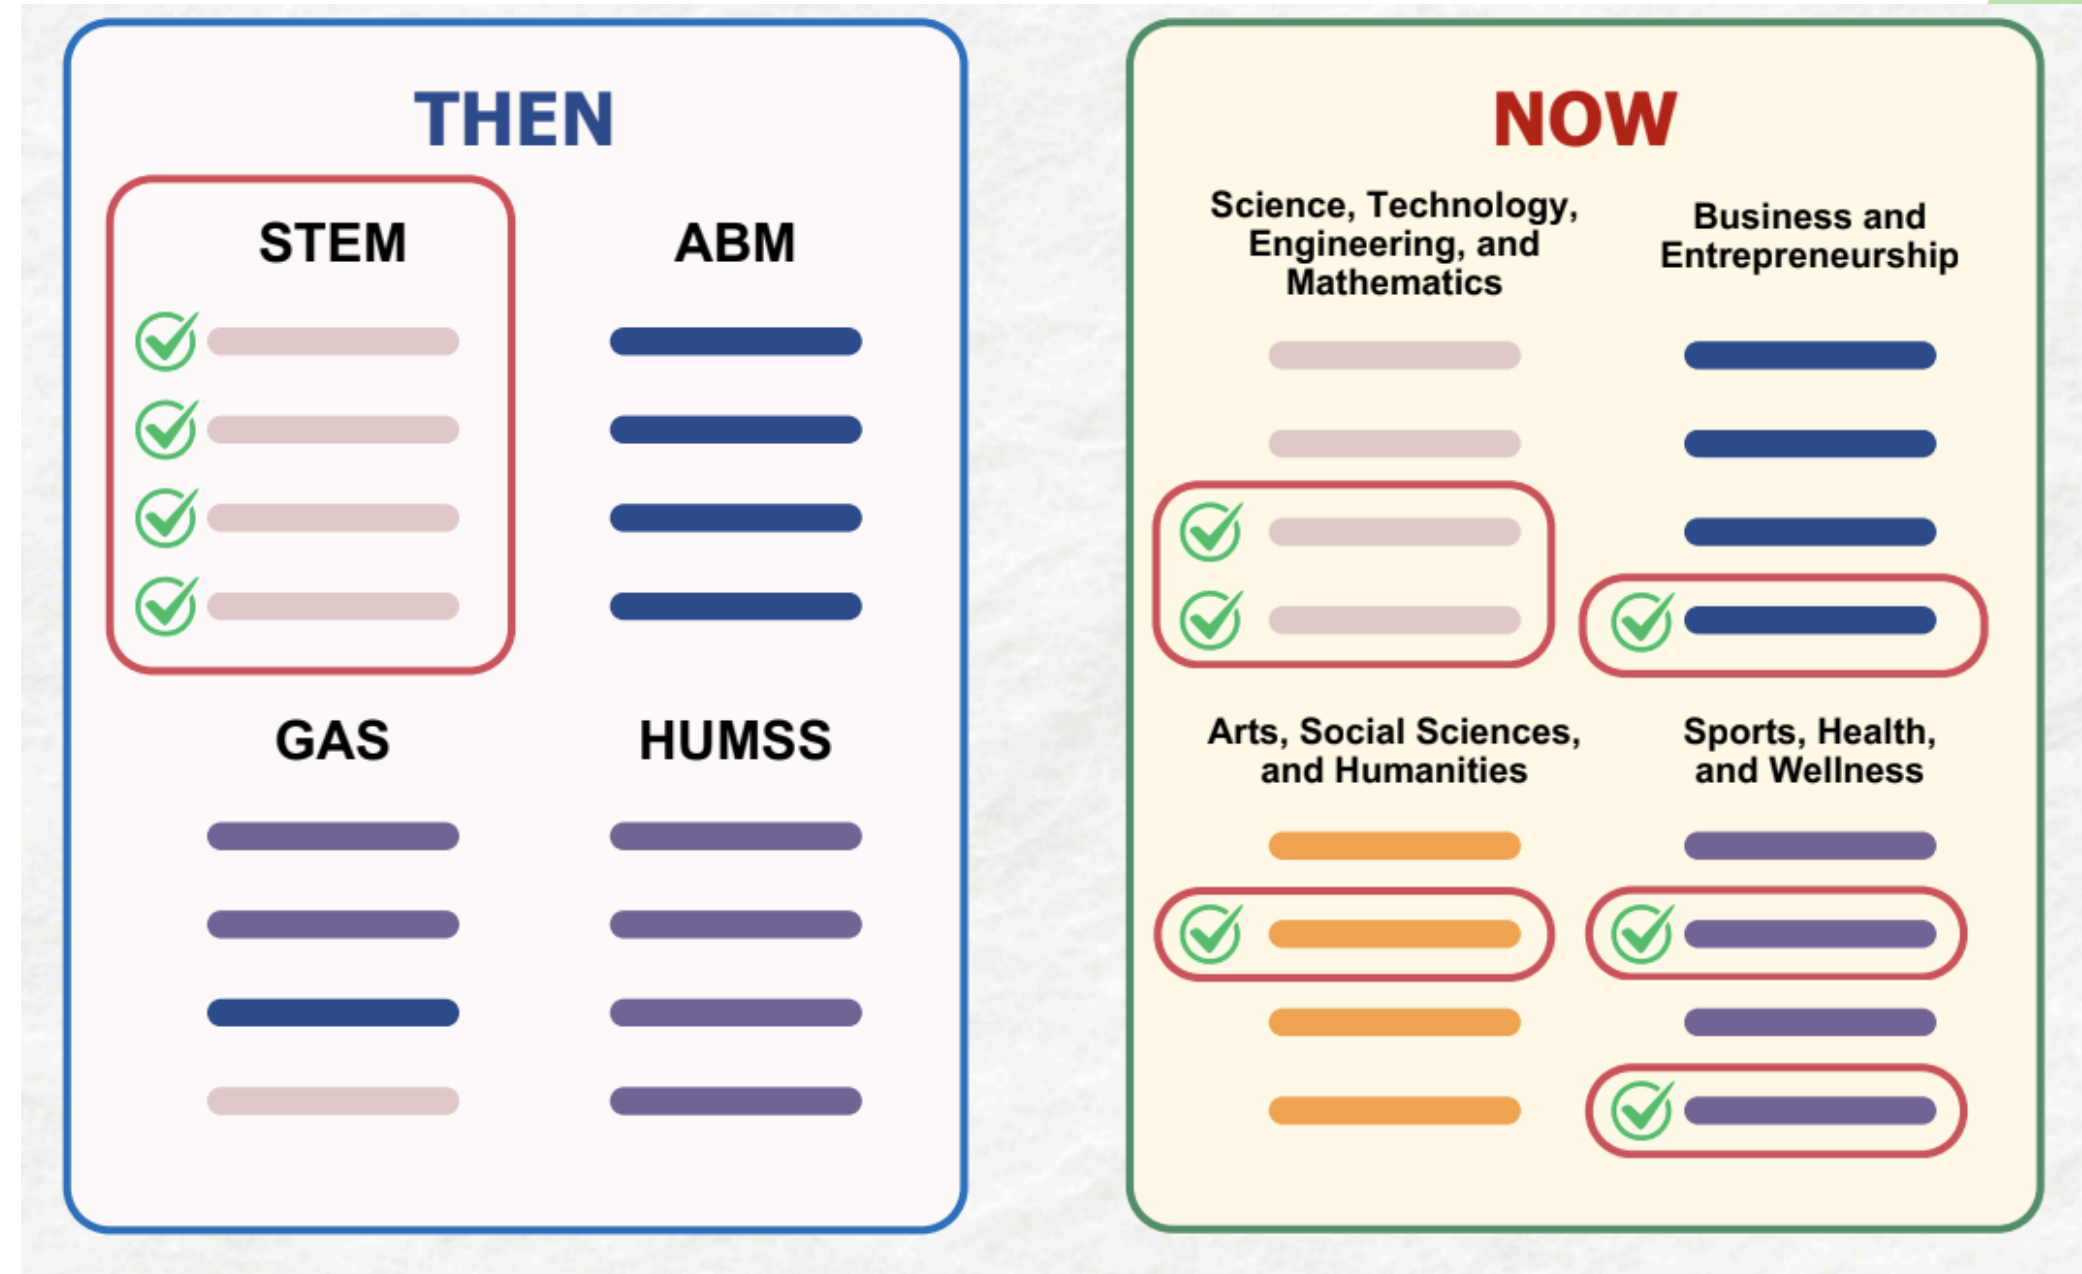 THEN
STEM
ABM
GAS
HUMSS
NOW
Science, Technology,
Engineering, and
Mathematics
Business and
Entrepreneurship
Arts, Social Sciences,
and Humanities
Sports, Health,
and Wellness